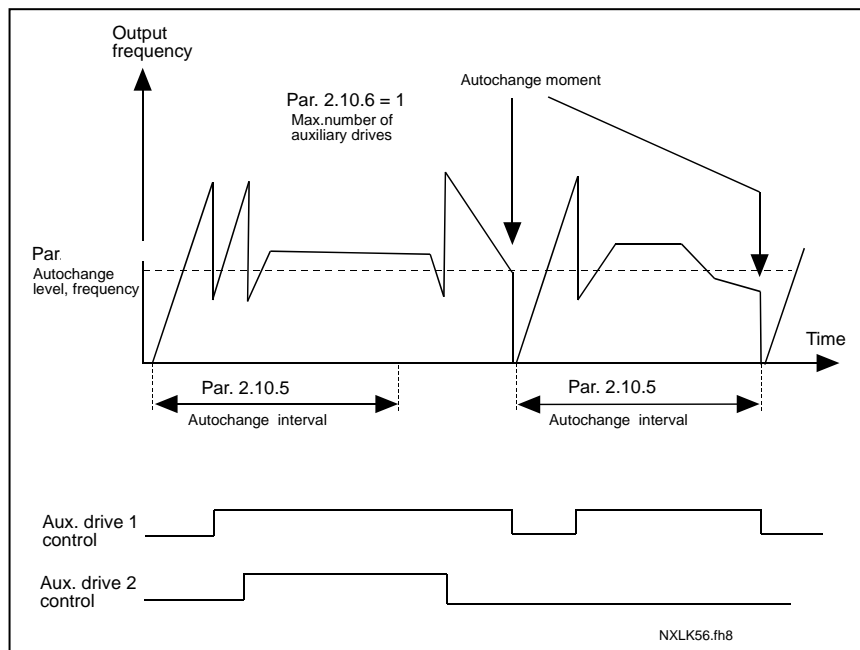 Output
frequency
Autochange moment
Par. 2.10.6 = 1
Max.number of
auxiliary drives
Par.
Autochange
level, frequency
Time
Par. 2.10.5
Autochange interval
Par. 2.10.5
Autochange interval
Aux. drive 1
control
Aux. drive 2
control
NXLK56.fh8